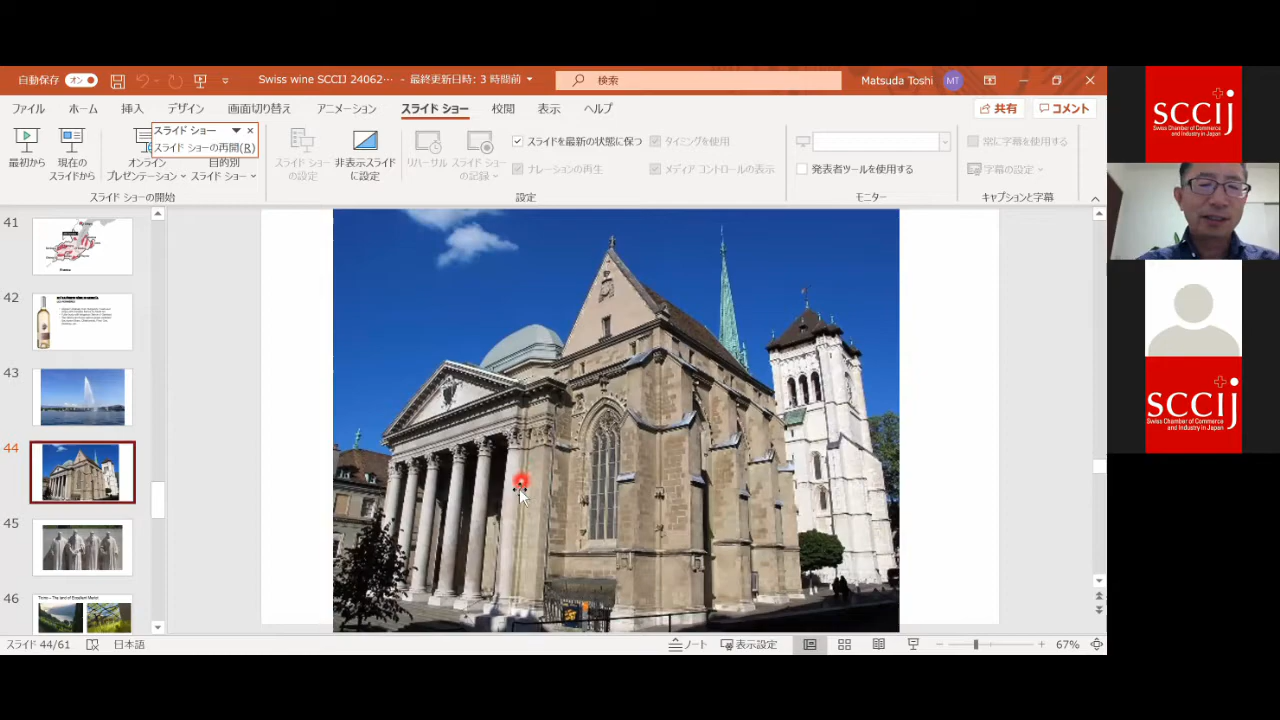 自動保存 オン
Swiss wine SCCIJ 24062… - 最終更新日時: 3 時間前
検索
Matsuda Toshi MT
ファイル ホーム 挿入 デザイン 画面切り替え アニメーション スライド ショー 校閲 表示 ヘルプ
共有 コメント
スライド ショー
スライド ショーの再開(R)
最初から
現在の
スライドから
オンライン
プレゼンテーション
目的別
スライド ショー
スライド ショー
の設定
非表示スライド
に設定
リハーサル
スライド ショー
の記録
スライドを最新の状態に保つ
ナレーションの再生
タイミングを使用
メディア コントロールの表示
発表者ツールを使用する
常に字幕を使用する
字幕の設定
スライド ショーの開始 設定 モニター キャプションと字幕
41
42
43
44
45
46
Ticino – The land of Excellent Merlot
スライド 44/61 日本語
ノート 表示設定 67%
SCCIJ
Swiss Chamber of Commerce
and Industry in Japan
SCCIJ
Swiss Chamber of Commerce
and Industry in Japan